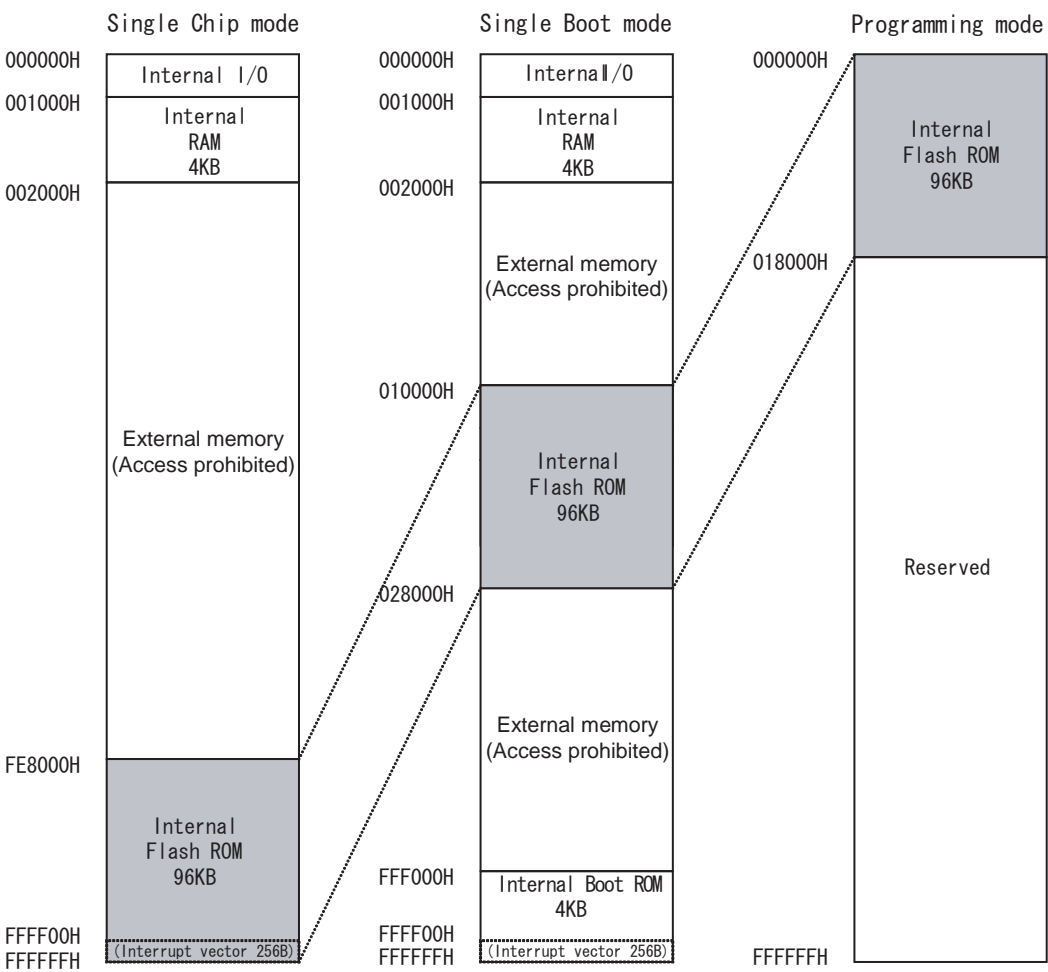 Single Chip mode
000000H
Internal I/O
001000H
Internal
RAM
4KB
002000H
External memory
(Access prohibited)
FE8000H
Internal
Flash ROM
96KB
FFFF00H
(Interrupt vector 256B)
FFFFFFH
Single Boot mode
000000H
Internal I/O
001000H
Internal
RAM
4KB
002000H
External memory
(Access prohibited)
010000H
Internal
Flash ROM
96KB
028000H
External memory
(Access prohibited)
FFF000H
Internal Boot ROM
4KB
FFFF00H
(Interrupt vector 256B)
FFFFFFH
Programming mode
000000H
Internal
Flash ROM
96KB
018000H
Reserved
FFFFFFH